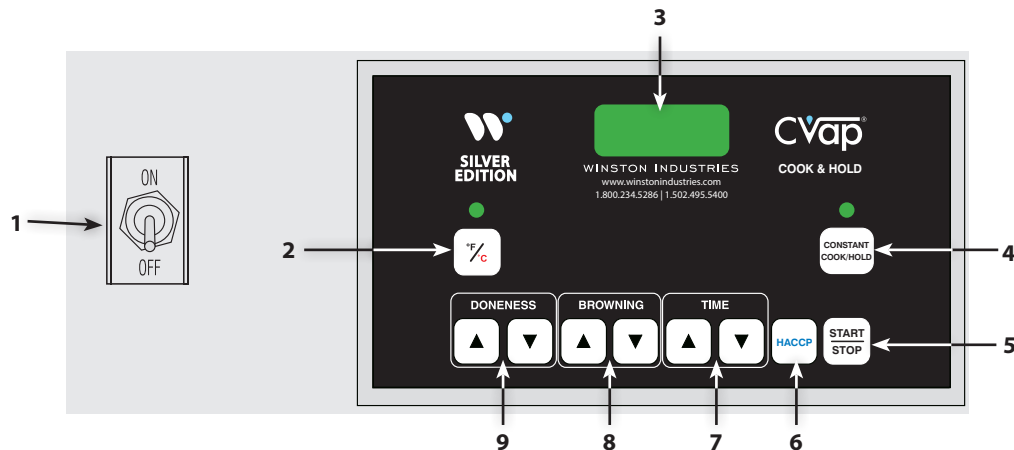 3
ON
OFF
1
SILVER
EDITION
WINSTON INDUSTRIES
www.winstonindustries.com
1.800.234.5286 | 1.502.495.5400
CVap®
COOK & HOLD
2
°F/°C
CONSTANT
COOK/HOLD
4
DONENESS
BROWNING
TIME
▲ ▼ ▲ ▼ ▲ ▼
HACCP
START
STOP
5
9
8
7
6